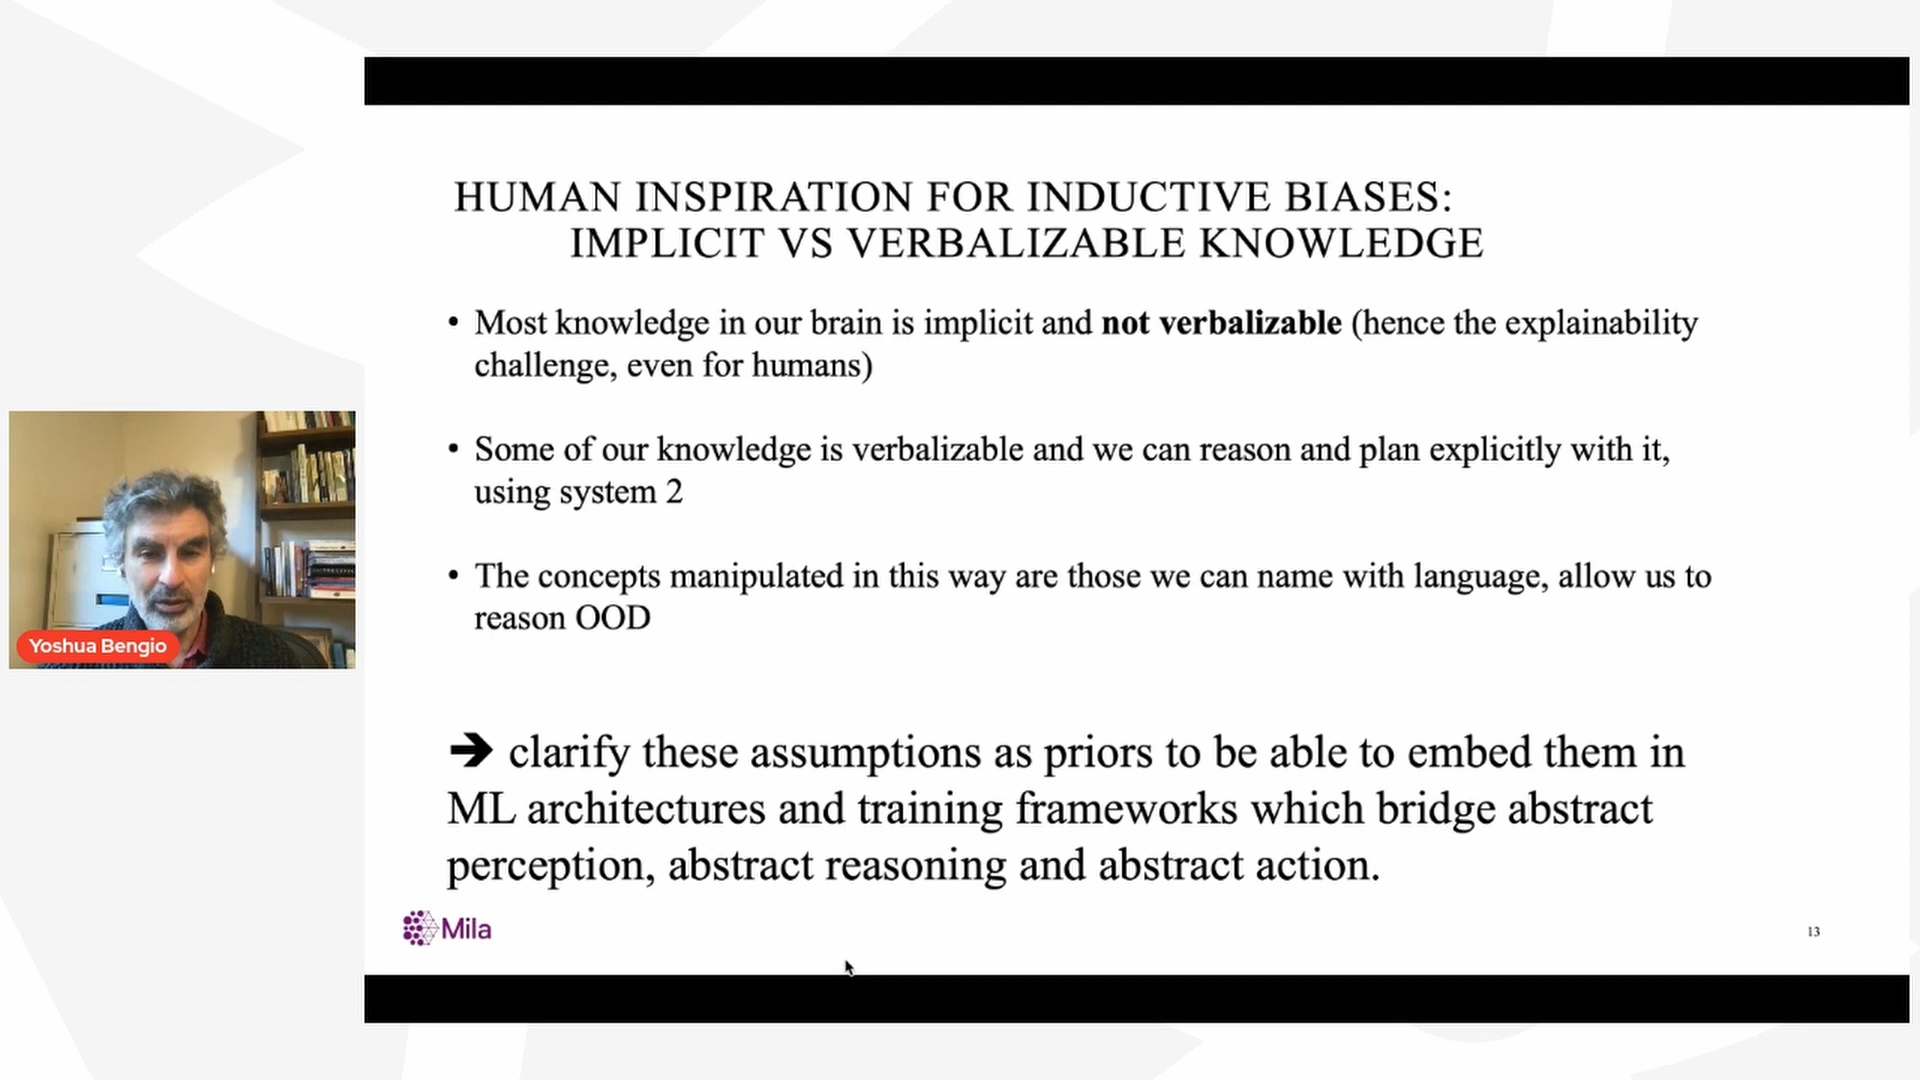 HUMAN INSPIRATION FOR INDUCTIVE BIASES:
IMPLICIT VS VERBALIZABLE KNOWLEDGE
• Most knowledge in our brain is implicit and not verbalizable (hence the explainability
challenge, even for humans)
• Some of our knowledge is verbalizable and we can reason and plan explicitly with it,
using system 2
• The concepts manipulated in this way are those we can name with language, allow us to
reason OOD
➔ clarify these assumptions as priors to be able to embed them in
ML architectures and training frameworks which bridge abstract
perception, abstract reasoning and abstract action.
Mila
13
Yoshua Bengio